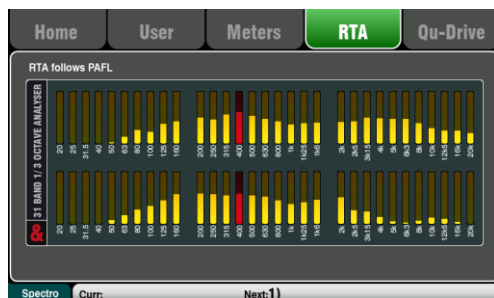 Home User Meters RTA Qu-Drive
RTA follows PAFL
31 BAND 1/3 OCTAVE ANALYSER
20 25 31.5 40 50 63 80 100 125 160 200 250 315 400 500 630 800 1k 1k25 1k6 2k 2k5 3k15 4k 5k 6k3 8k 10k 12k5 16k 20k
20 25 31.5 40 50 63 80 100 125 160 200 250 315 400 500 630 800 1k 1k25 1k6 2k 2k5 3k15 4k 5k 6k3 8k 10k 12k5 16k 20k
&
Spectro Curr: Next:1)